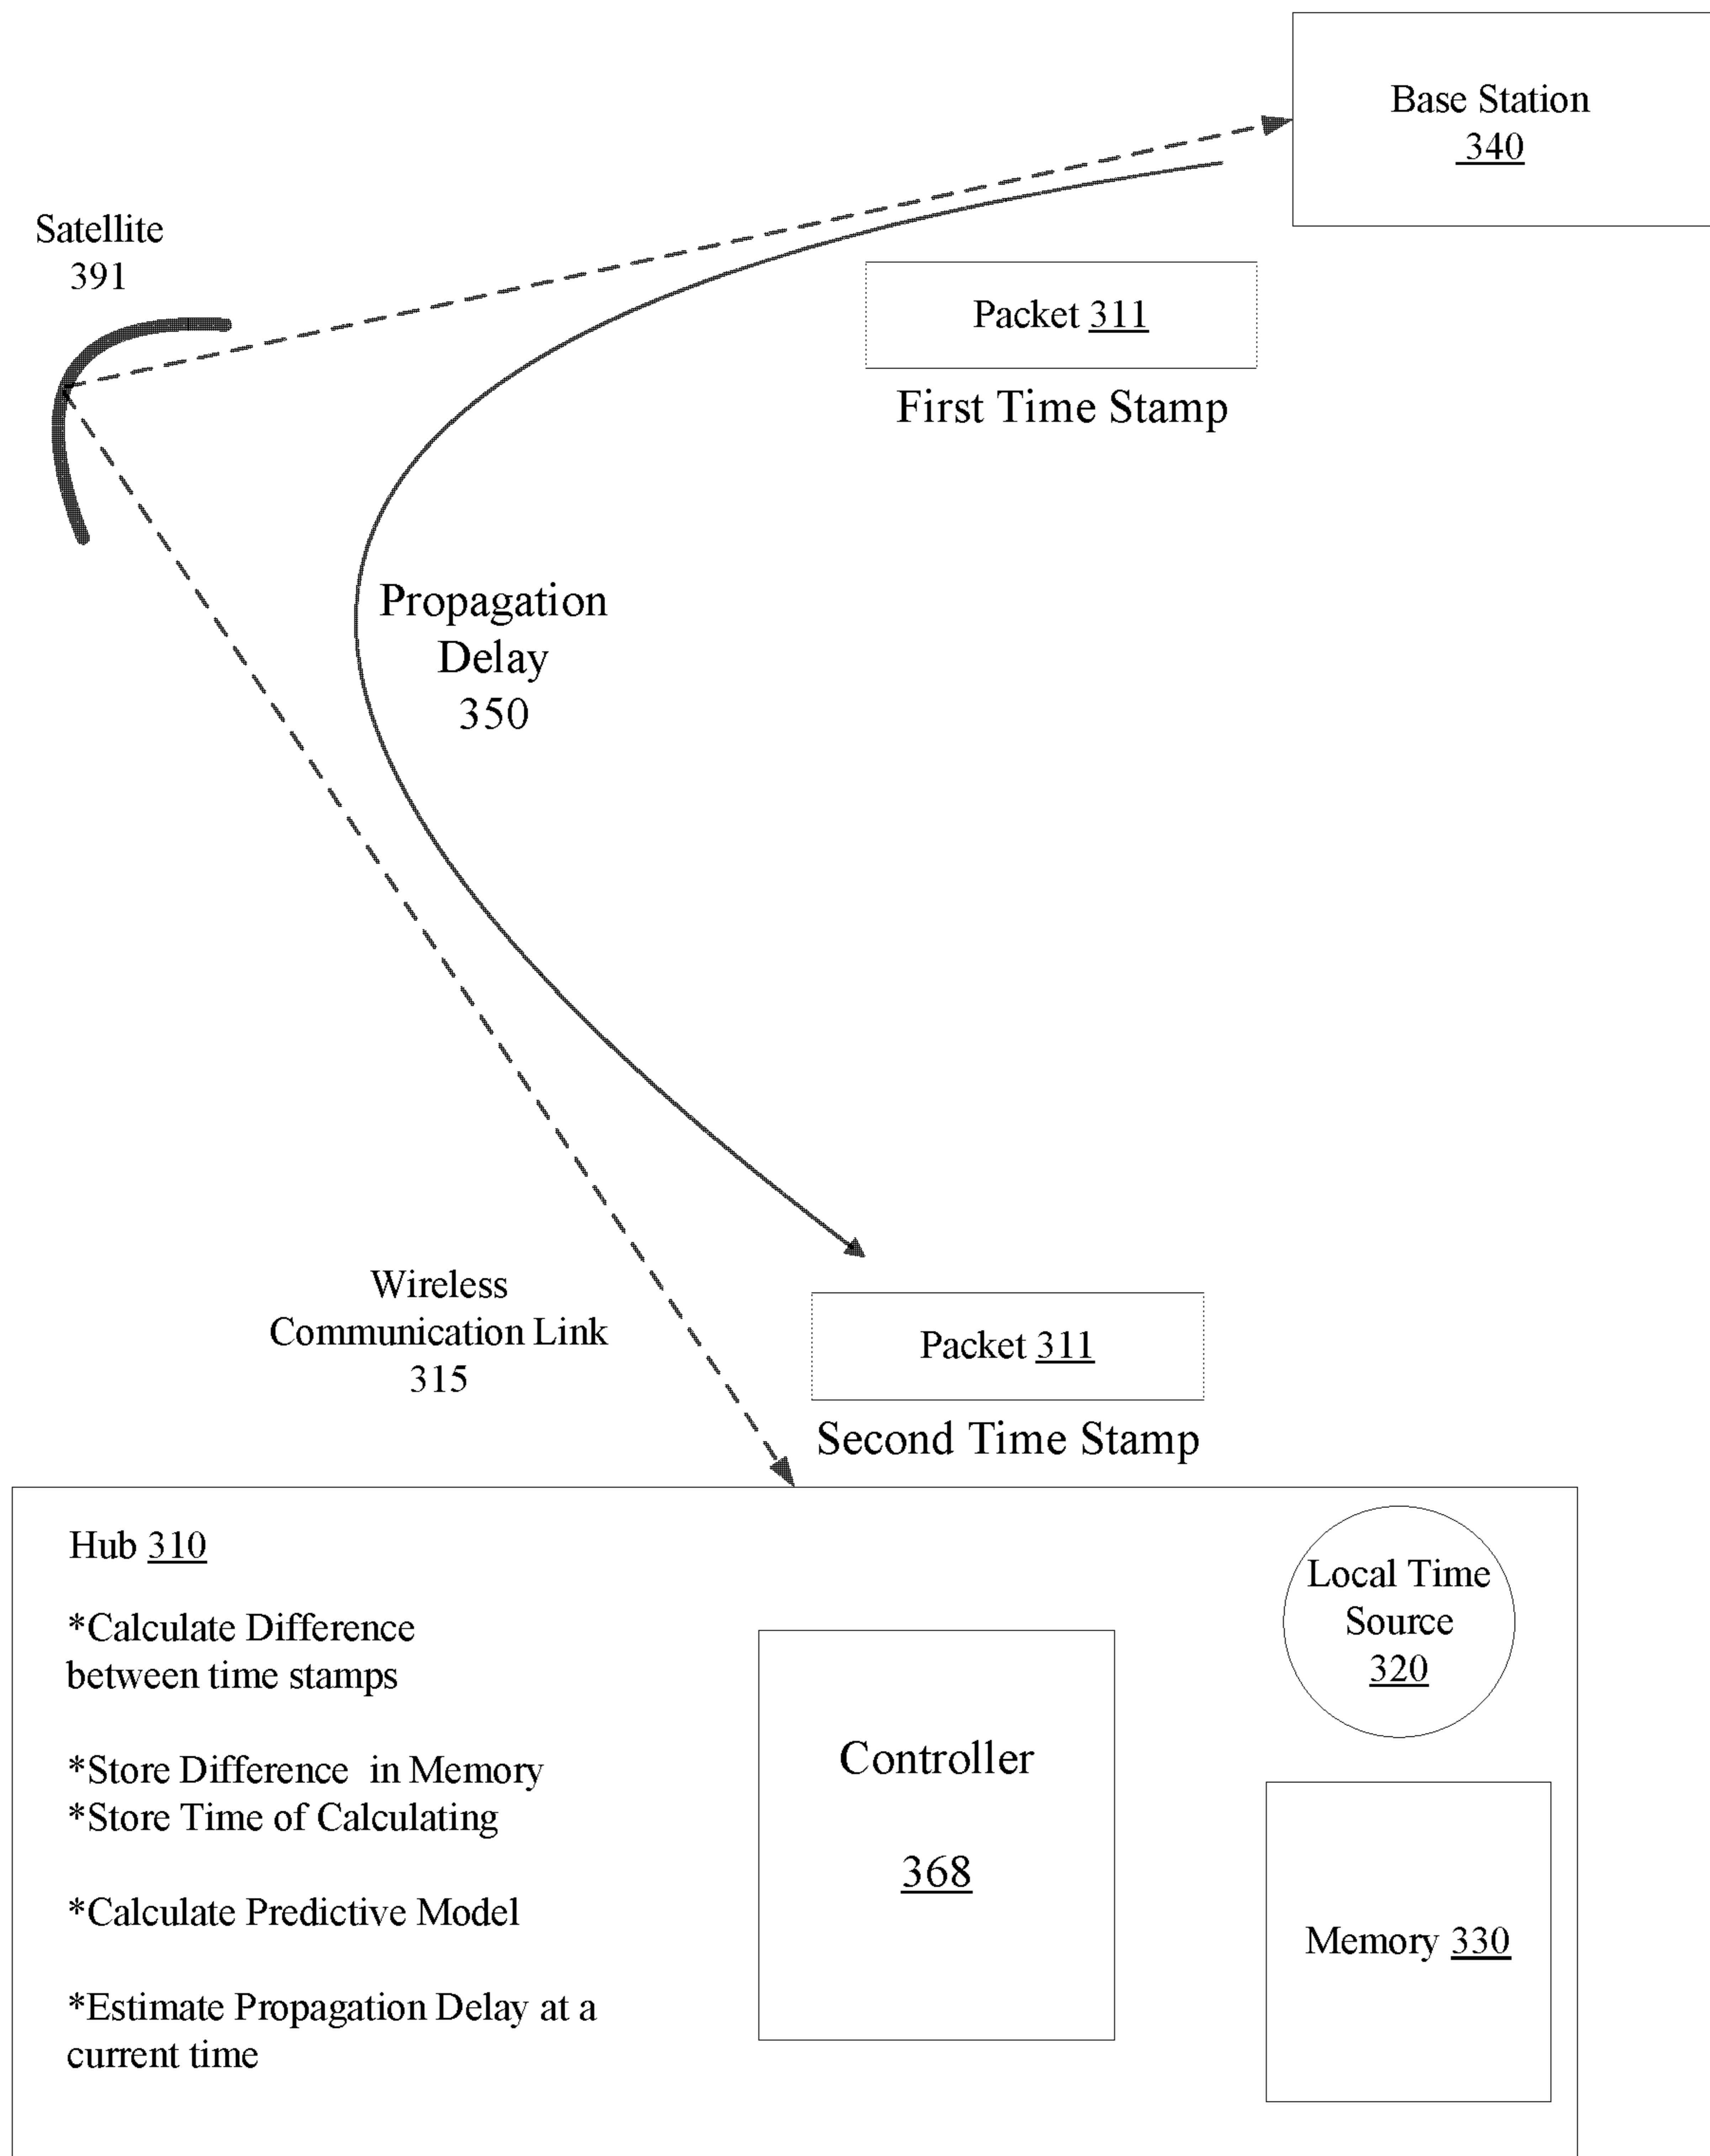 Base Station
340
Satellite
391
Packet 311
First Time Stamp
Propagation
Delay
350
Wireless
Communication Link
315
Packet 311
Second Time Stamp
Hub 310
*Calculate Difference
between time stamps
*Store Difference in Memory
*Store Time of Calculating
*Calculate Predictive Model
*Estimate Propagation Delay at a
current time
Controller
368
Local Time
Source
320
Memory 330